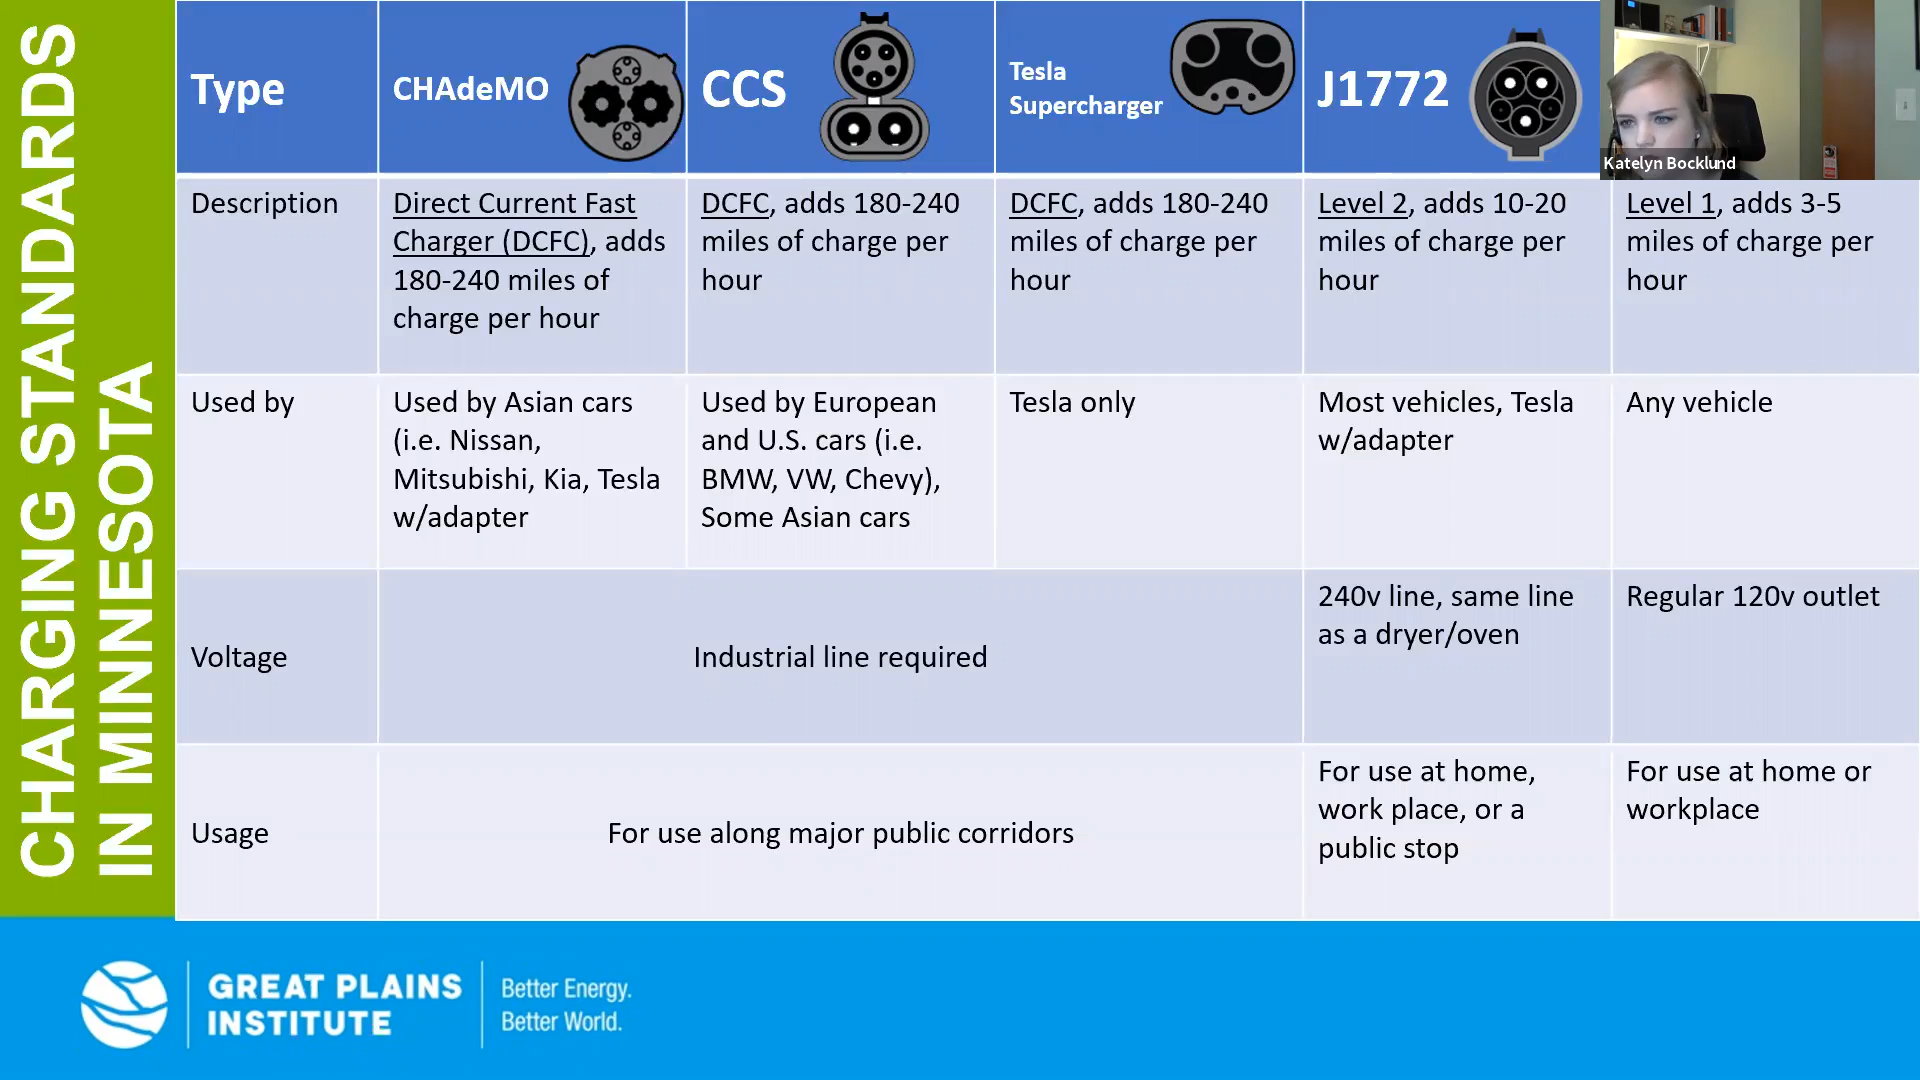 CHARGING STANDARDS
IN MINNESOTA
Type
CHAdeMO
CCS
Tesla
Supercharger
J1772
Katelyn Bocklund
Description
Direct Current Fast
Charger (DCFC), adds
180-240 miles of
charge per hour
DCFC, adds 180-240
miles of charge per
hour
DCFC, adds 180-240
miles of charge per
hour
Level 2, adds 10-20
miles of charge per
hour
Level 1, adds 3-5
miles of charge per
hour
Used by
Used by Asian cars
(i.e. Nissan,
Mitsubishi, Kia, Tesla
w/adapter
Used by European
and U.S. cars (i.e.
BMW, VW, Chevy),
Some Asian cars
Tesla only
Most vehicles, Tesla
w/adapter
Any vehicle
Voltage
Industrial line required
240v line, same line
as a dryer/oven
Regular 120v outlet
Usage
For use along major public corridors
For use at home,
work place, or a
public stop
For use at home or
workplace
GREAT PLAINS
INSTITUTE
Better Energy.
Better World.